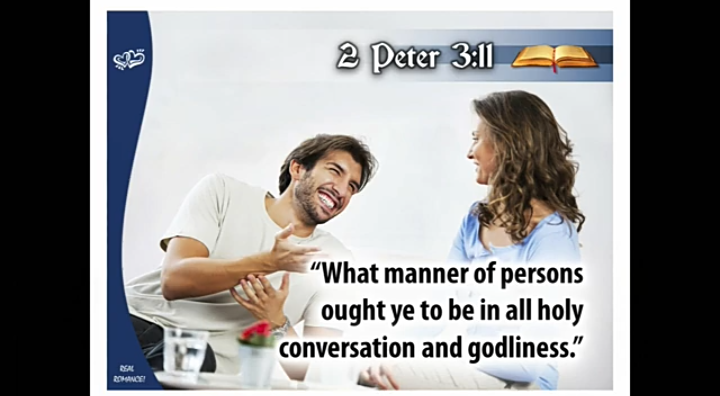 2 Peter 3:11
“What manner of persons
ought ye to be in all holy
conversation and godliness.”
REAL
ROMANCE!